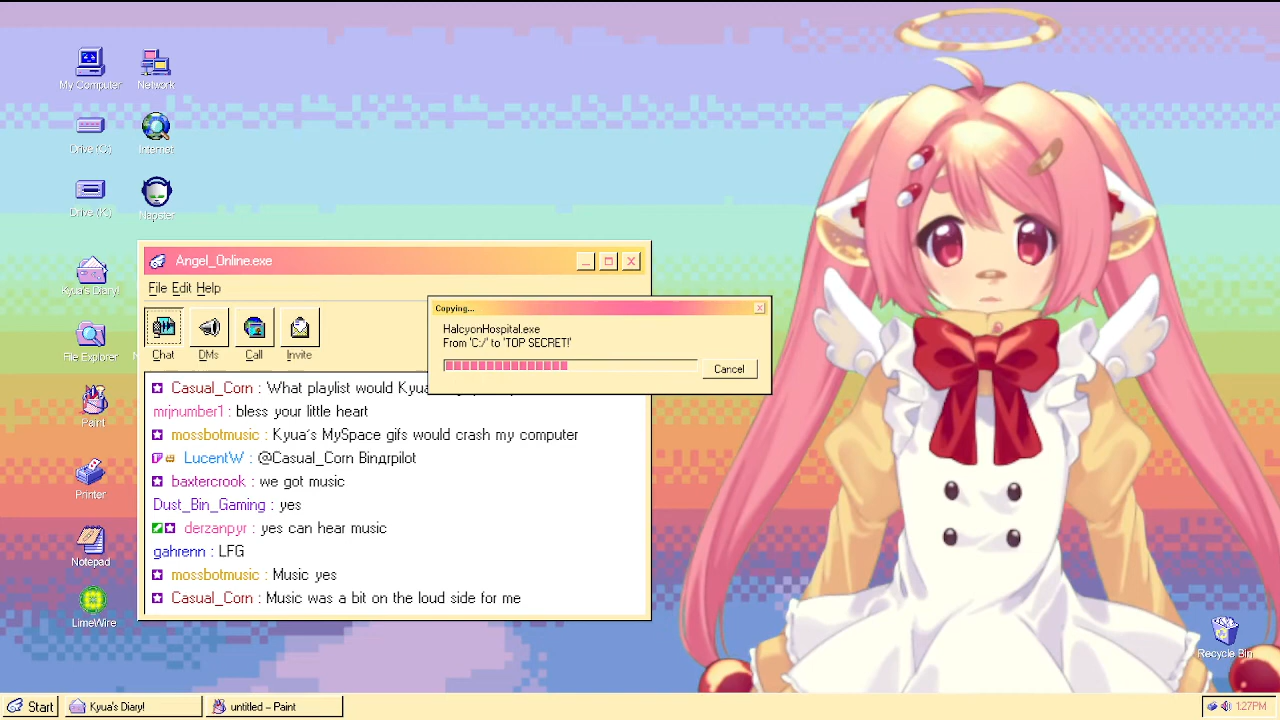 My Computer
Network
Drive (C)
Internet
Drive (K)
Napster
Kyua's Diary!
File Explorer
Paint
Printer
Notepad
LimeWire
Angel_Online.exe
File Edit Help
Chat DMs Call Invite
Copying...
HalcyonHospital.exe
From 'C:/' to 'TOP SECRET!'
Cancel
Casual_Corn : What playlist would Kyua
mrjnumber1 : bless your little heart
mossbotmusic : Kyua's MySpace gifs would crash my computer
LucentW : @Casual_Corn Binдrpilot
baxtercrook : we got music
Dust_Bin_Gaming : yes
derzanpyr : yes can hear music
gahrenn : LFG
mossbotmusic : Music yes
Casual_Corn : Music was a bit on the loud side for me
Recycle Bin
Start Kyua's Diary! untitled - Paint 1:27PM